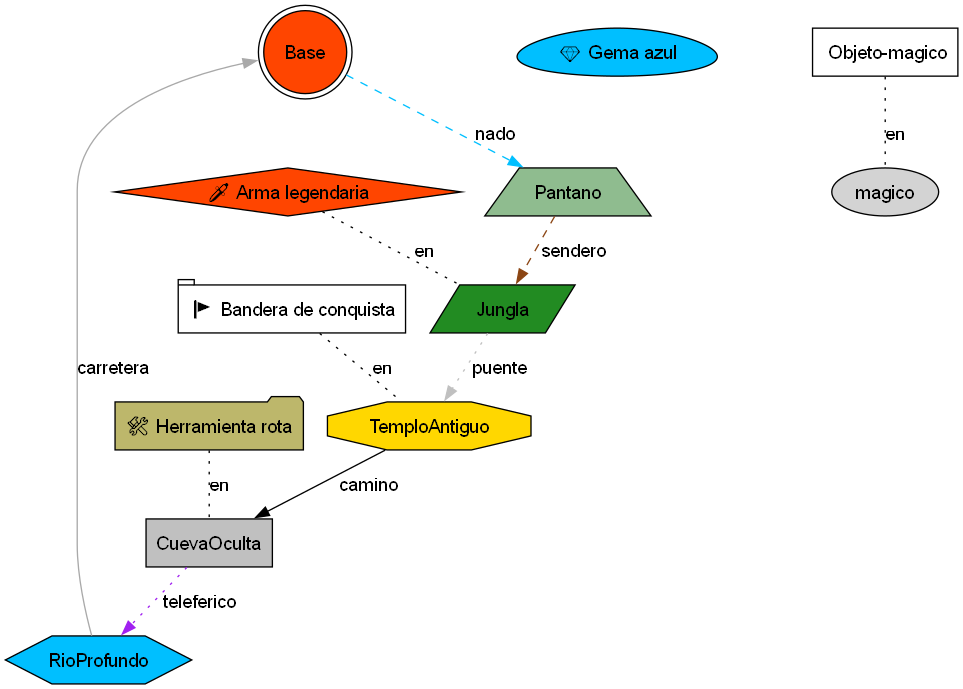 Base
💎 Gema azul
Objeto-magico
nado
en
🗡 Arma legendaria
Pantano
magico
en
sendero
🏴 Bandera de conquista
Jungla
carretera
en
puente
🛠 Herramienta rota
TemploAntiguo
en
camino
CuevaOculta
teleferico
RioProfundo